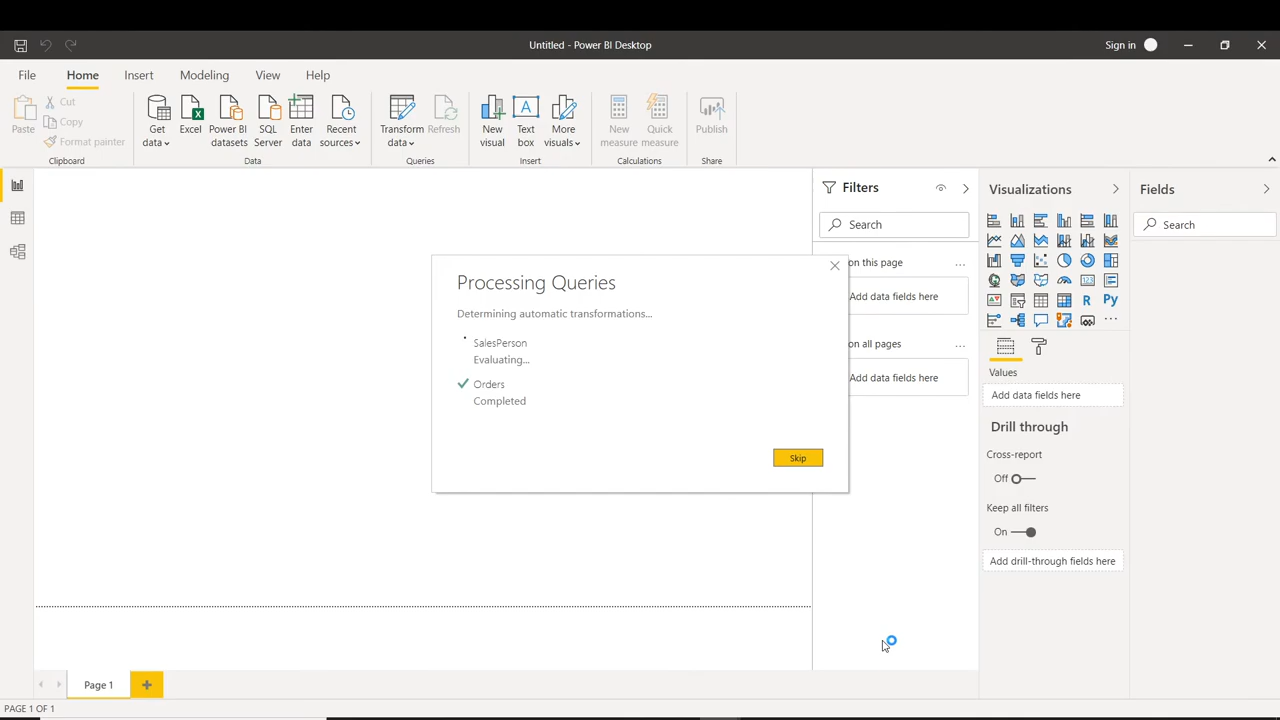 Untitled - Power BI Desktop
Sign in
File
Home
Insert
Modeling
View
Help
Paste
Cut
Copy
Format painter
Clipboard
Get data
Excel
Power BI datasets
SQL Server
Enter data
Recent sources
Data
Transform data
Refresh
Queries
New visual
A
Text box
More visuals
Insert
New measure
Quick measure
Calculations
Publish
Share
Filters
Search
on this page
...
Add data fields here
on all pages
...
Add data fields here
Processing Queries
Determining automatic transformations...
SalesPerson
Evaluating...
Orders
Completed
Skip
Visualizations
123
R
Py
...
Values
Add data fields here
Drill through
Cross-report
Off
Keep all filters
On
Add drill-through fields here
Fields
Search
Page 1
PAGE 1 OF 1